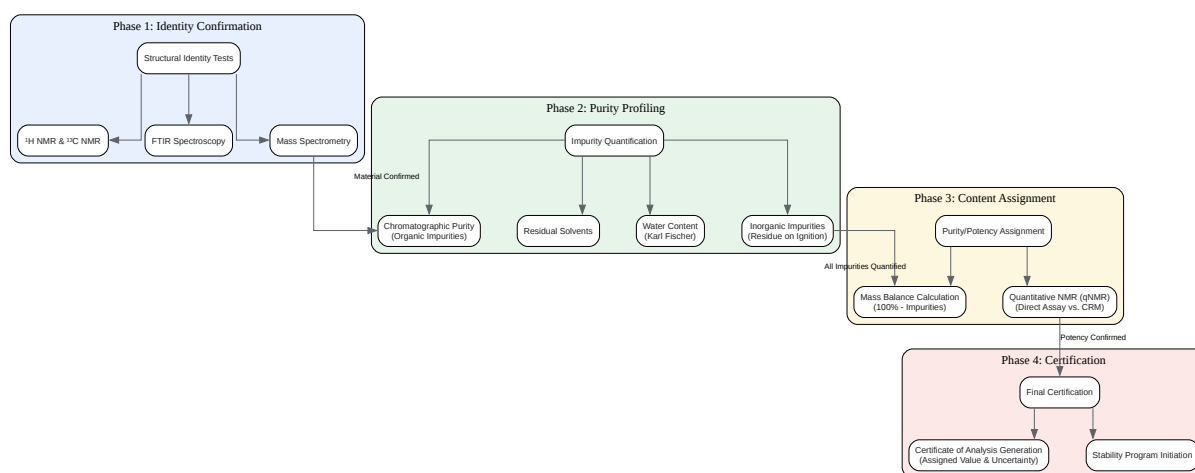 Phase 1: Identity Confirmation
Structural Identity Tests
¹H NMR & ¹³C NMR
FTIR Spectroscopy
Mass Spectrometry
Phase 2: Purity Profiling
Impurity Quantification
Material Confirmed
Chromatographic Purity
(Organic Impurities)
Residual Solvents
Water Content
(Karl Fischer)
Inorganic Impurities
(Residue on Ignition)
Phase 3: Content Assignment
Purity/Potency Assignment
All Impurities Quantified
Mass Balance Calculation
(100% - Impurities)
Quantitative NMR (qNMR)
(Direct Assay vs. CRM)
Potency Confirmed
Phase 4: Certification
Final Certification
Certificate of Analysis Generation
(Assigned Value & Uncertainty)
Stability Program Initiation